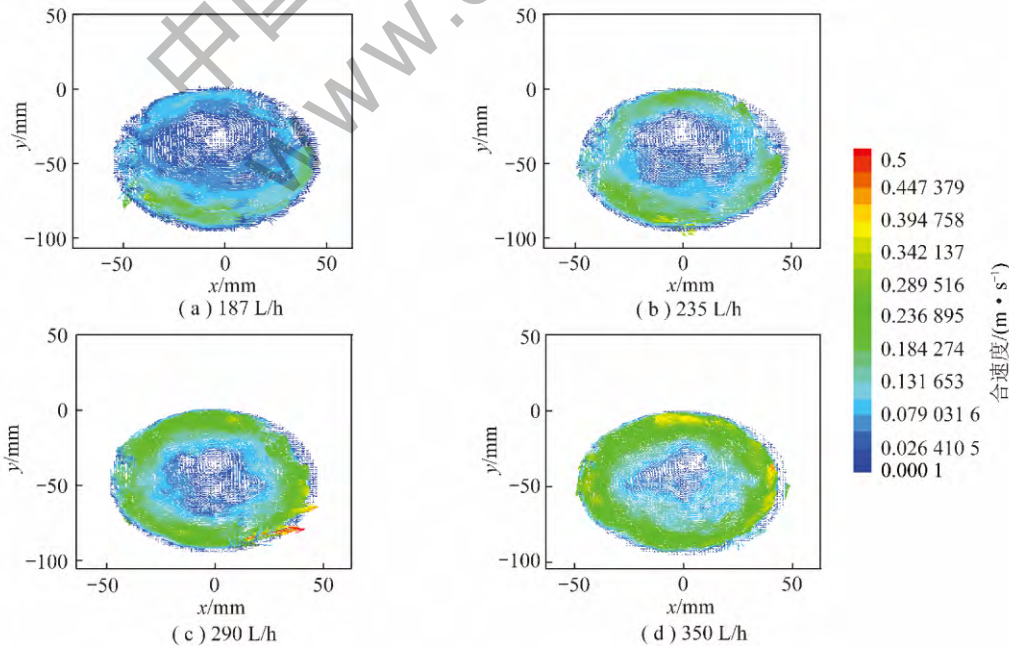 中国
www.c
50
0
−50
−100
y/mm
−50
0
50
x/mm
( a ) 187 L/h
50
0
−50
−100
y/mm
−50
0
50
x/mm
( b ) 235 L/h
50
0
−50
−100
y/mm
−50
0
50
x/mm
( c ) 290 L/h
50
0
−50
−100
y/mm
−50
0
50
x/mm
( d ) 350 L/h
0.5
0.447 379
0.394 758
0.342 137
0.289 516
0.236 895
0.184 274
0.131 653
0.079 031 6
0.026 410 5
0.000 1
合速度/(m • s⁻¹)